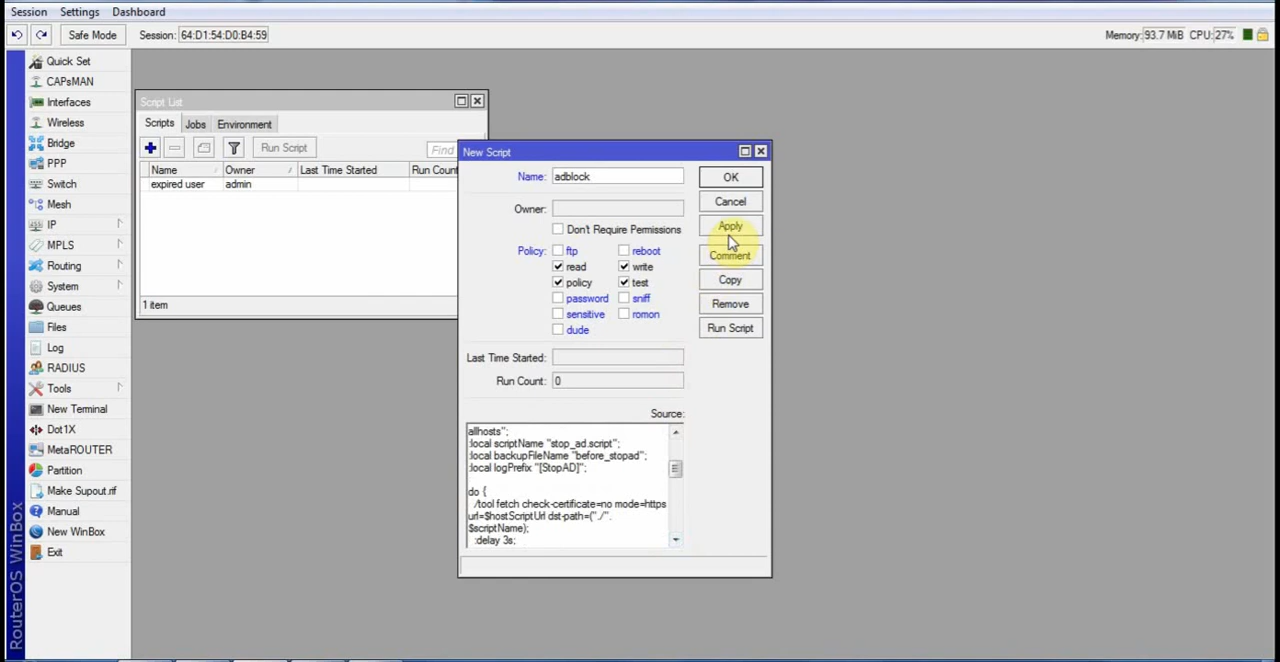 Session Settings Dashboard
Safe Mode Session: 64:D1:54:D0:B4:59 Memory: 93.7 MiB CPU: 27%
Quick Set
CAPsMAN
Interfaces
Wireless
Bridge
PPP
Switch
Mesh
IP
MPLS
Routing
System
Queues
Files
Log
RADIUS
Tools
New Terminal
Dot1X
MetaROUTER
Partition
Make Supout.rif
Manual
New WinBox
Exit
RouterOS WinBox
Script List
Scripts Jobs Environment
Run Script Find
Name Owner Last Time Started Run Count
expired user admin
1 item
New Script
Name: adblock
Owner:
Don't Require Permissions
Policy: ftp reboot
read write
policy test
password sniff
sensitive romon
dude
Last Time Started:
Run Count: 0
Source:
allhosts";
:local scriptName "stop_ad.script";
:local backupFileName "before_stopad";
:local logPrefix "[StopAD]";
do {
/tool fetch check-certificate=no mode=https
url=$hostScriptUrl dst-path=("./".
$scriptName);
:delay 3s;
OK
Cancel
Apply
Comment
Copy
Remove
Run Script